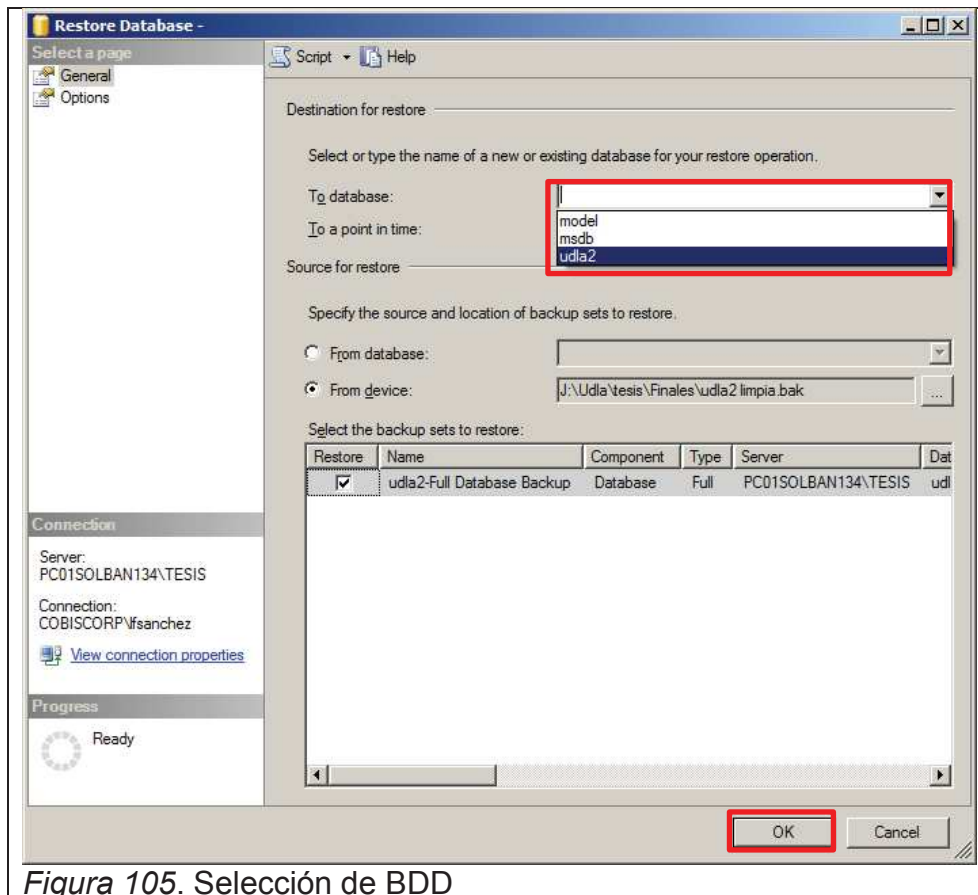 Restore Database -
Select a page
General
Options
Script
Help
Destination for restore
Select or type the name of a new or existing database for your restore operation.
To database:
model
msdb
udla2
To a point in time:
Source for restore
Specify the source and location of backup sets to restore.
From database:
From device:
J:\Udla\tesis\Finales\udla2 limpia.bak
...
Select the backup sets to restore:
Restore Name Component Type Server Dat
udla2-Full Database Backup Database Full PC01SOLBAN134\TESIS udl
Connection
Server:
PC01SOLBAN134\TESIS
Connection:
COBISCORP\lfsanchez
View connection properties
Progress
Ready
OK
Cancel
Figura 105. Selección de BDD